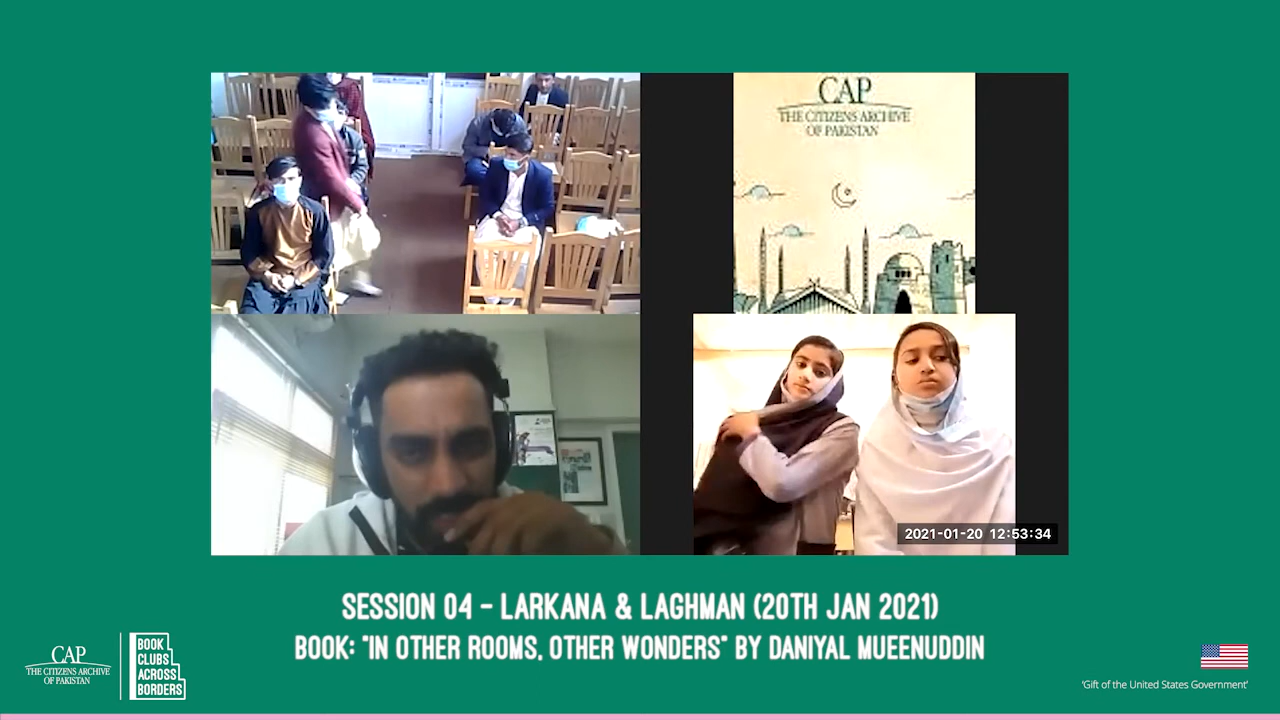 CAP
THE CITIZENS ARCHIVE
OF PAKISTAN
2021-01-20 12:53:34
SESSION 04 - LARKANA & LAGHMAN (20TH JAN 2021)
BOOK: "IN OTHER ROOMS, OTHER WONDERS" BY DANIYAL MUEENUDDIN
CAP
THE CITIZENS ARCHIVE
OF PAKISTAN
BOOK
CLUBS
ACROSS
BORDERS
'Gift of the United States Government'